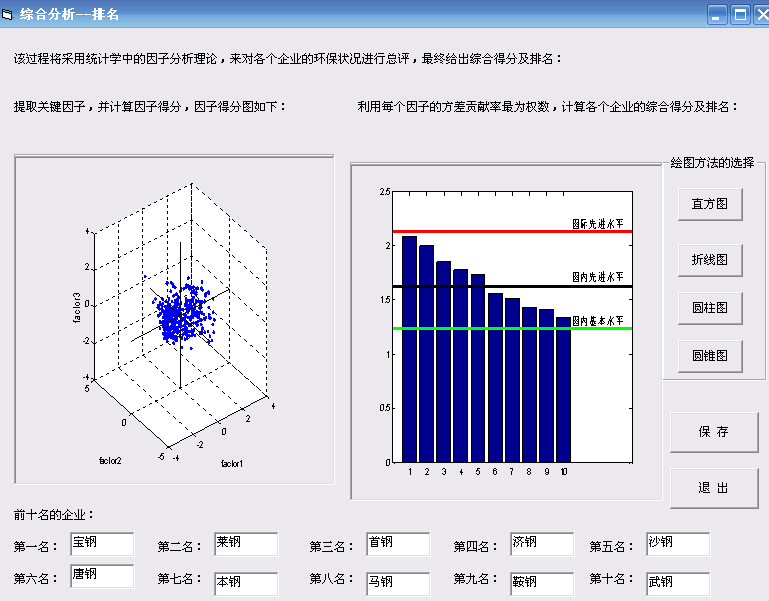 综合分析--排名
该过程将采用统计学中的因子分析理论，来对各个企业的环保状况进行总评，最终给出综合得分及排名：
提取关键因子，并计算因子得分，因子得分图如下：
利用每个因子的方差贡献率最为权数，计算各个企业的综合得分及排名：
4
2
0
-2
-4
faclor3
5
0
-5
faclor2
-4
-2
0
2
4
faclor1
2.5
2
1.5
1
0.5
0
国际先进水平
国内先进水平
国内基本水平
1 2 3 4 5 6 7 8 9 10
绘图方法的选择
直方图
折线图
圆柱图
圆锥图
保 存
退 出
前十名的企业：
第一名： 宝钢 第二名： 莱钢 第三名： 首钢 第四名： 济钢 第五名： 沙钢
第六名： 唐钢 第七名： 本钢 第八名： 马钢 第九名： 鞍钢 第十名： 武钢